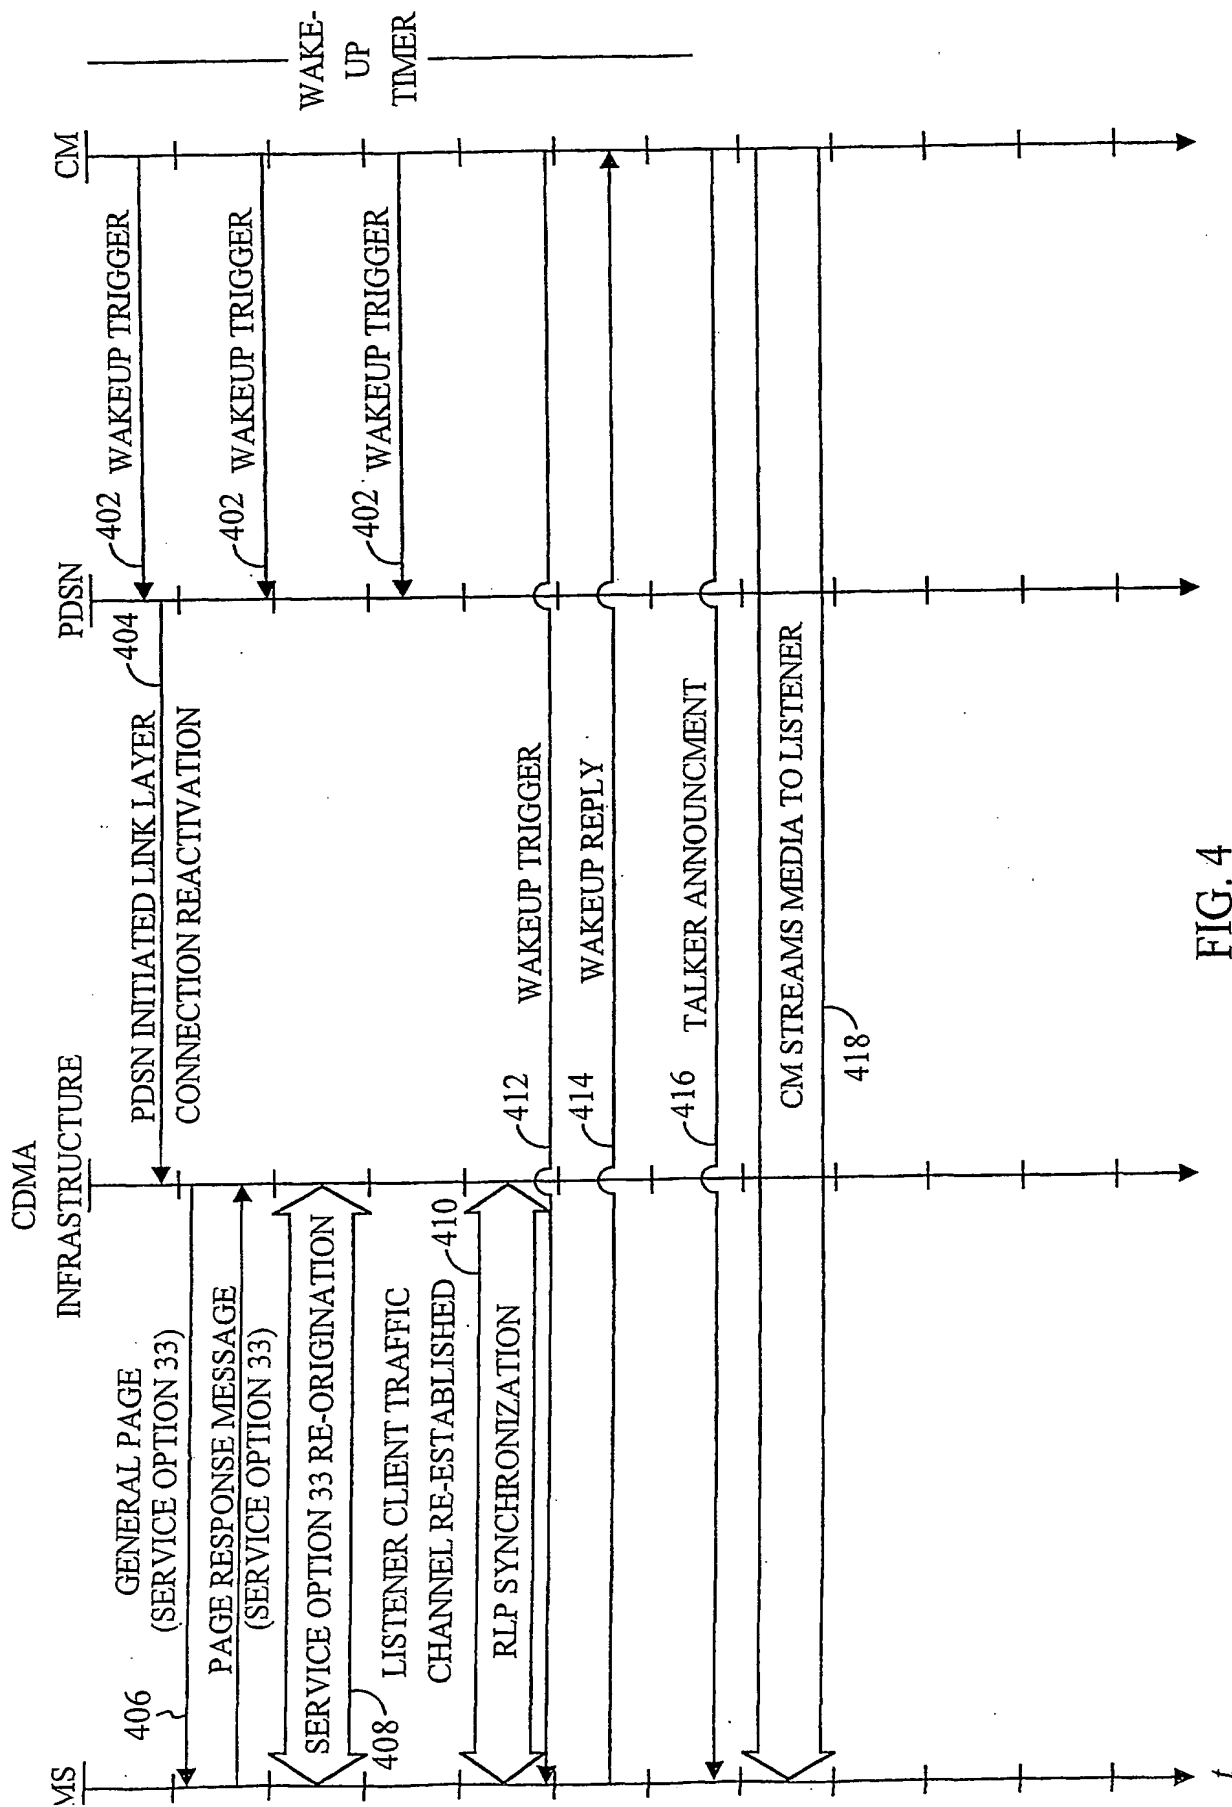 MS
CDMA
INFRASTRUCTURE
PDSN
CM
402
WAKEUP TRIGGER
404
PDSN INITIATED LINK LAYER
CONNECTION REACTIVATION
406
GENERAL PAGE
(SERVICE OPTION 33)
PAGE RESPONSE MESSAGE
(SERVICE OPTION 33)
402
WAKEUP TRIGGER
SERVICE OPTION 33 RE-ORIGINATION
408
LISTENER CLIENT TRAFFIC
CHANNEL RE-ESTABLISHED
410
402
WAKEUP TRIGGER
WAKE-
UP
TIMER
RLP SYNCHRONIZATION
412
WAKEUP TRIGGER
414
WAKEUP REPLY
416
TALKER ANNOUNCMENT
CM STREAMS MEDIA TO LISTENER
418
t
FIG. 4